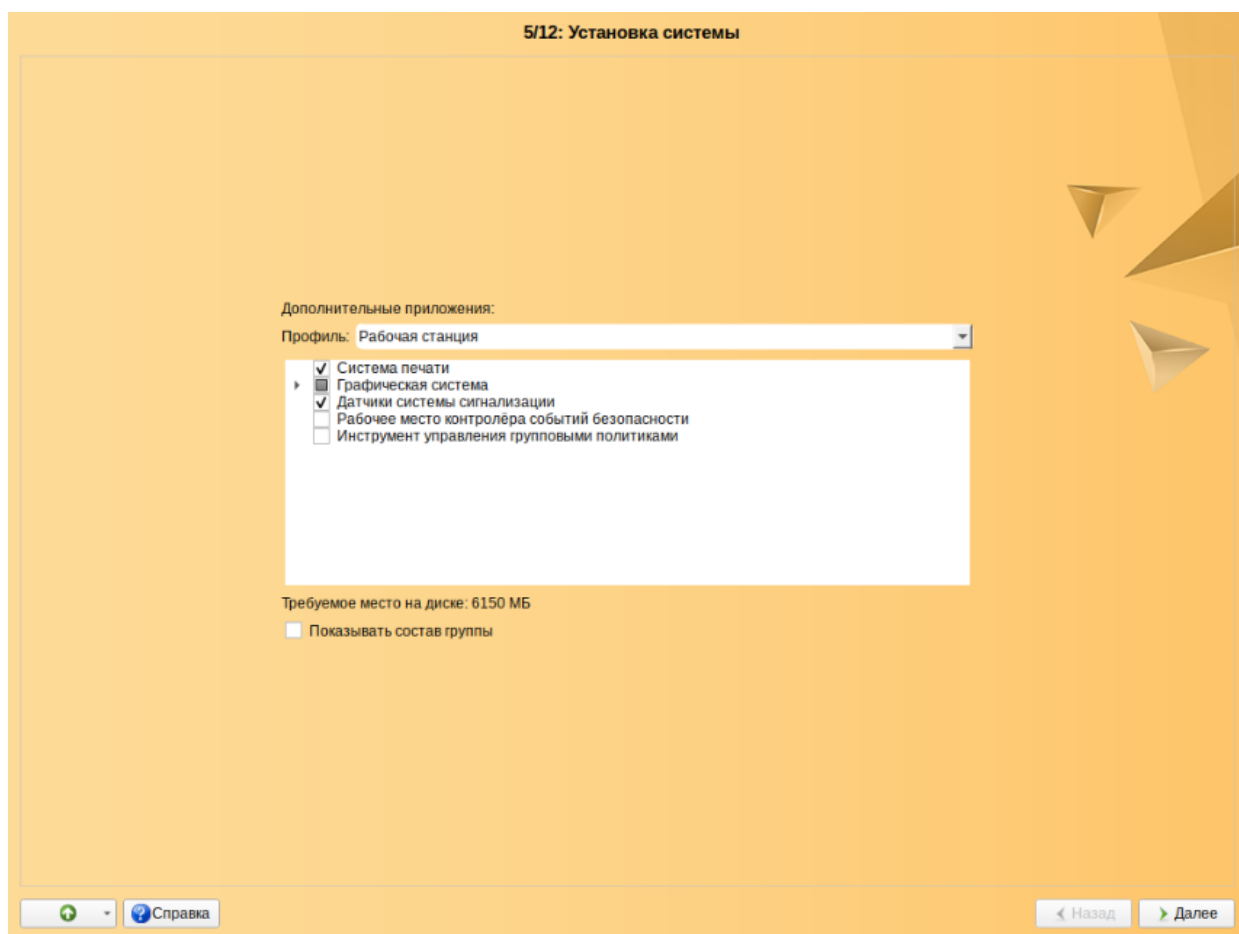 5/12: Установка системы
Дополнительные приложения:
Профиль: Рабочая станция
Система печати
Графическая система
Датчики системы сигнализации
Рабочее место контролёра событий безопасности
Инструмент управления групповыми политиками
Требуемое место на диске: 6150 МБ
Показывать состав группы
Справка
Назад
Далее